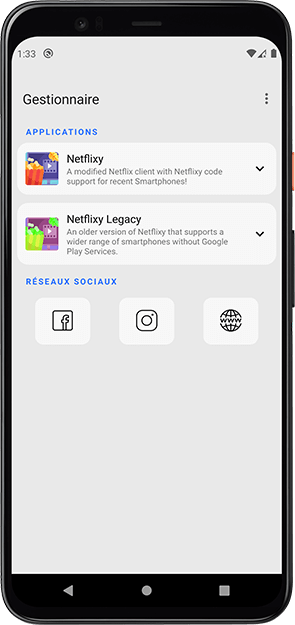 1:33
Gestionnaire
APPLICATIONS
Netflixy
A modified Netflix client with Netflixy code
support for recent Smartphones!
Netflixy Legacy
An older version of Netflixy that supports a
wider range of smartphones without Google
Play Services.
RÉSEAUX SOCIAUX
www